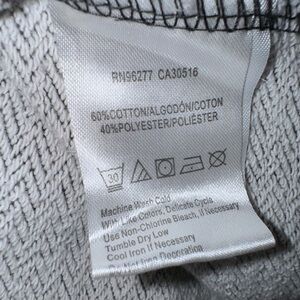 RN96277 CA30516
60%COTTON/ALGODÓN/COTON
40%POLYESTER/POLIÉSTER
30
Machine Wash Cold
With Like Colors, Delicate Cycle
Use Non-Chlorine Bleach, If Necessary
Tumble Dry Low
Cool Iron If Necessary
Decoration